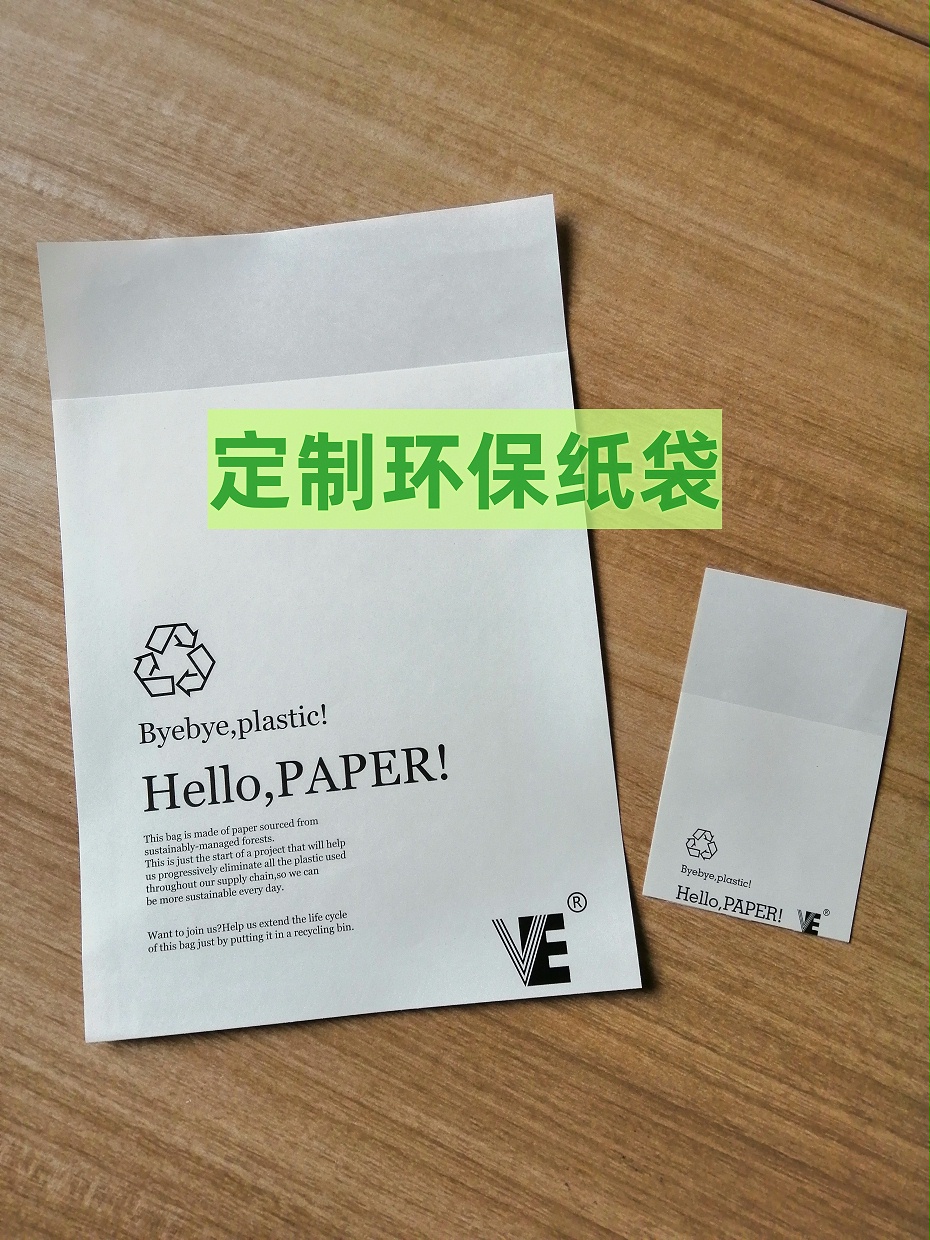 定制环保纸袋
Byebye,plastic!
Hello,PAPER!
This bag is made of paper sourced from
sustainably-managed forests.
This is just the start of a project that will help
us progressively eliminate all the plastic used
throughout our supply chain,so we can
be more sustainable every day.
Want to join us?Help us extend the life cycle
of this bag just by putting it in a recycling bin.
VE®
Byebye,plastic!
Hello,PAPER!
VE®